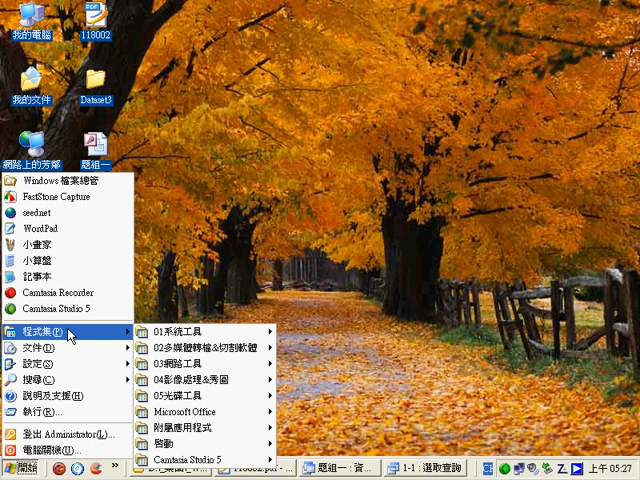 我的電腦
118002
我的文件
Dataset3
網路上的芳鄰
題組一
Windows 檔案總管
FastStone Capture
seednet
WordPad
小畫家
小算盤
記事本
Camtasia Recorder
Camtasia Studio 5
程式集(P)
文件(D)
設定(S)
搜尋(C)
說明及支援(H)
執行(R)...
登出 Administrator(L)...
電腦關機(U)...
01系統工具
02多媒體轉檔&切割軟體
03網路工具
04影像處理&秀圖
05光碟工具
Microsoft Office
附屬應用程式
啟動
Camtasia Studio 5
開始
118002.pdf - ...
題組一 : 資...
1-1 : 選取查詢
CH
上午 05:27